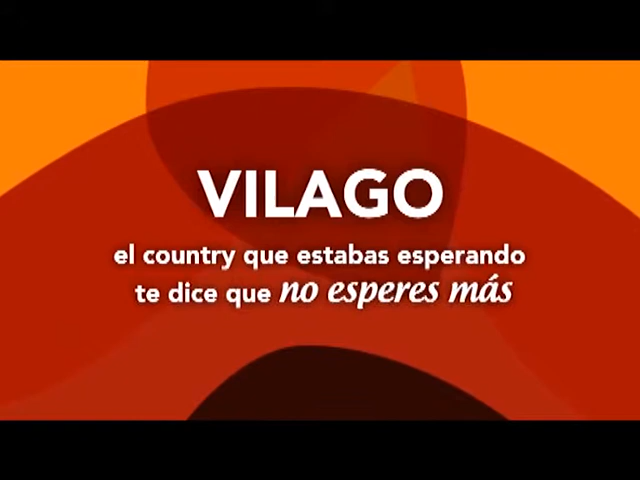 VILAGO
el country que estabas esperando
te dice que no esperes más